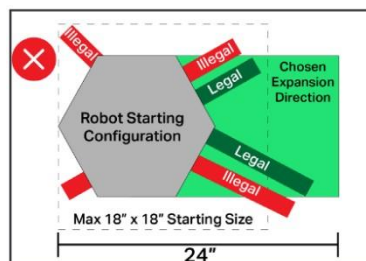 Illegal
Illegal
Legal
Chosen
Expansion
Direction
Robot Starting
Configuration
Legal
Illegal
Max 18" x 18" Starting Size
24"